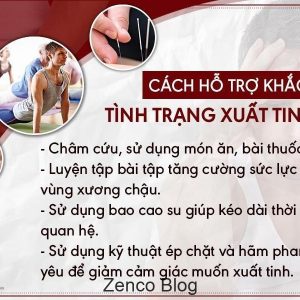 CÁCH HỖ TRỢ KHẮC
TÌNH TRẠNG XUẤT TIN
- Châm cứu, sử dụng món ăn, bài thuốc
- Luyện tập bài tập tăng cường sức lực
vùng xương chậu.
- Sử dụng bao cao su giúp kéo dài thời
quan hệ.
- Sử dụng kỹ thuật ép chặt và hãm phan
yêu để giảm cảm giác muốn xuất tinh.
Zenco Blog